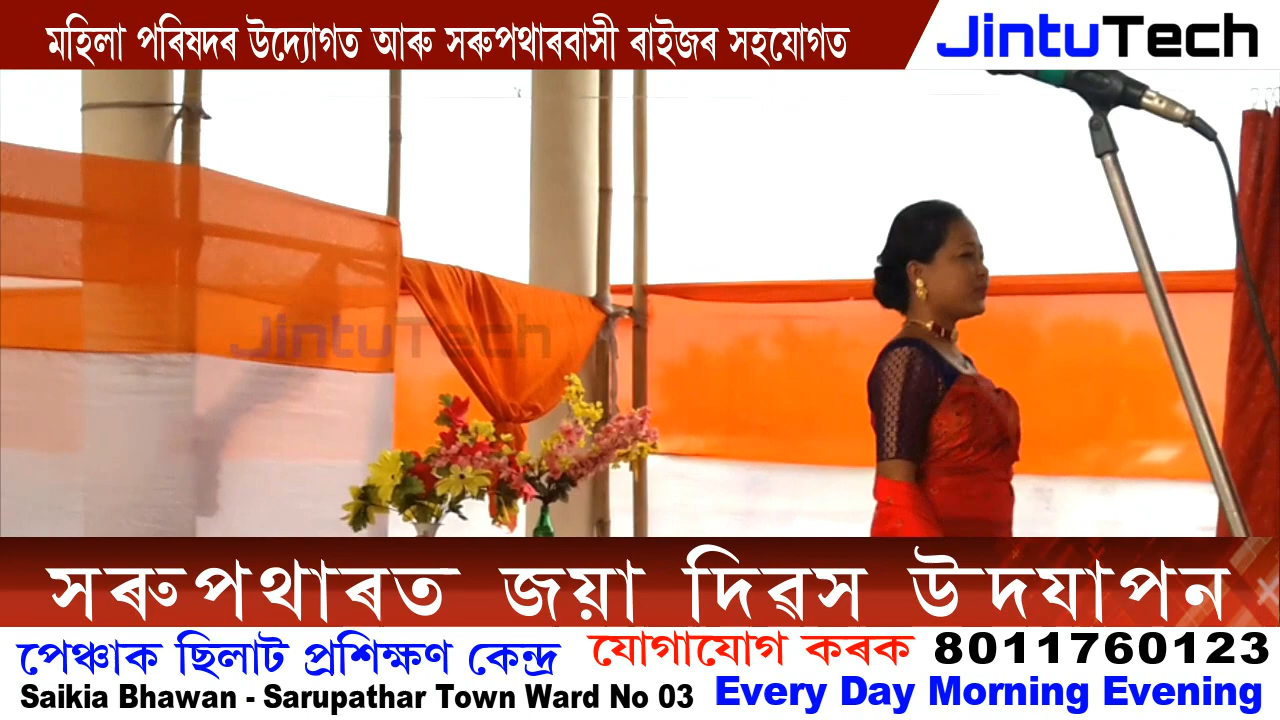 মহিলা পৰিষদৰ উদ্যোগত আৰু সৰুপথাৰবাসী ৰাইজৰ সহযোগত
JintuTech
JintuTech
সৰুপথাৰত জয়া দিৱস উদযাপন
পেঞ্চাক ছিলাট প্ৰশিক্ষণ কেন্দ্ৰ
যোগাযোগ কৰক 8011760123
Saikia Bhawan - Sarupathar Town Ward No 03
Every Day Morning Evening